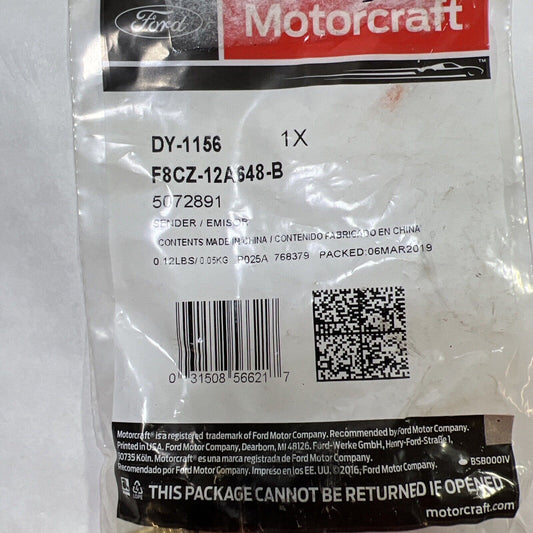 Ford
Motorcraft
DY-1156 1X
F8CZ-12A648-B
5072891
SENDER / EMISOR
CONTENTS MADE IN CHINA / CONTENIDO FABRICADO EN CHINA
0.12LBS/ 0.05KG P025A 768379 PACKED:06MAR2019
0 31508 56621 7
Motorcraft® is a registered trademark of Ford Motor Company. Recommended by Ford Motor Company.
Printed in USA. Ford Motor Company, Dearborn, MI 48126. Ford-Werke GmbH, Henry-Ford-Straße 1,
50735 Köln. Motorcraft® es una marca registrada de Ford Motor Company.
Recomendado por Ford Motor Company. Impreso en los EE. UU. ©2016, Ford Motor Company.
BSB0001V
THIS PACKAGE CANNOT BE RETURNED IF OPENED
motorcraft.com